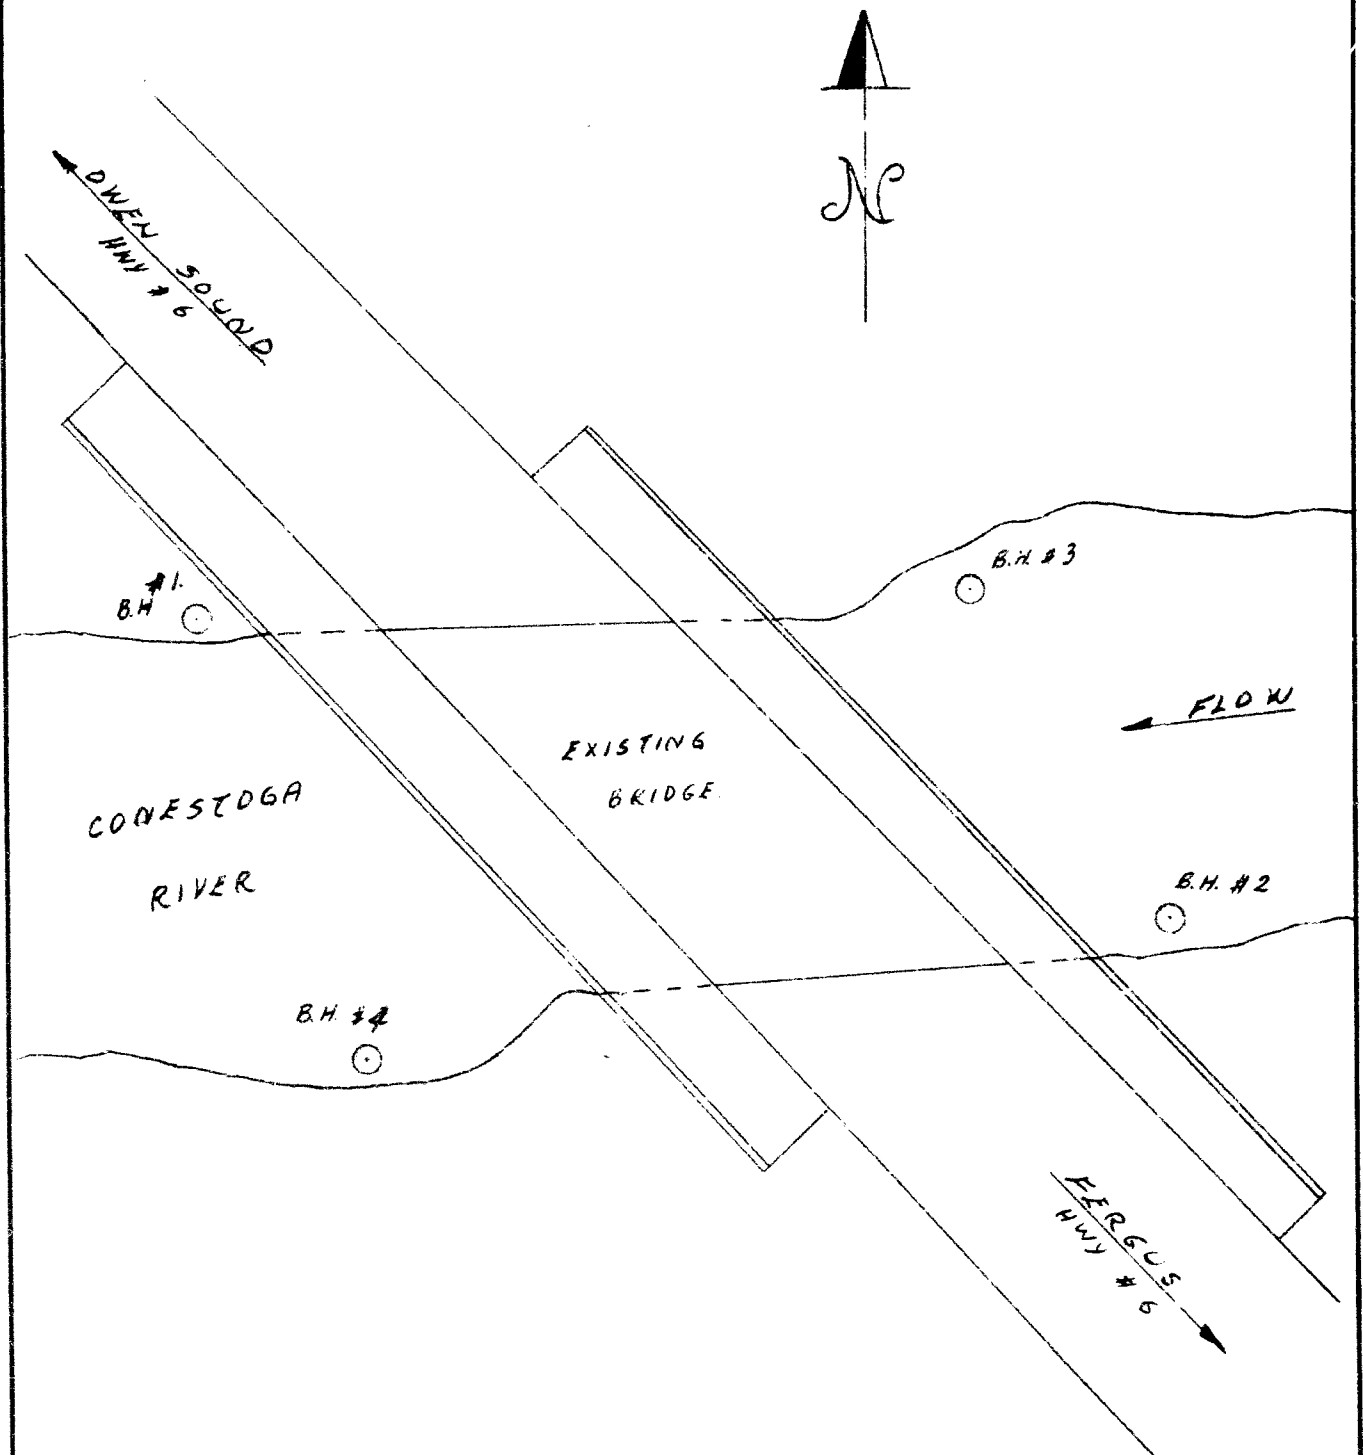 N
OWEN SOUND
HWY # 6
B.H. #3
#1.
B.H
FLOW
EXISTING
BRIDGE.
CONESTOGA
RIVER
B.H. #2
B.H. #4
FERGUS
HWY # 6